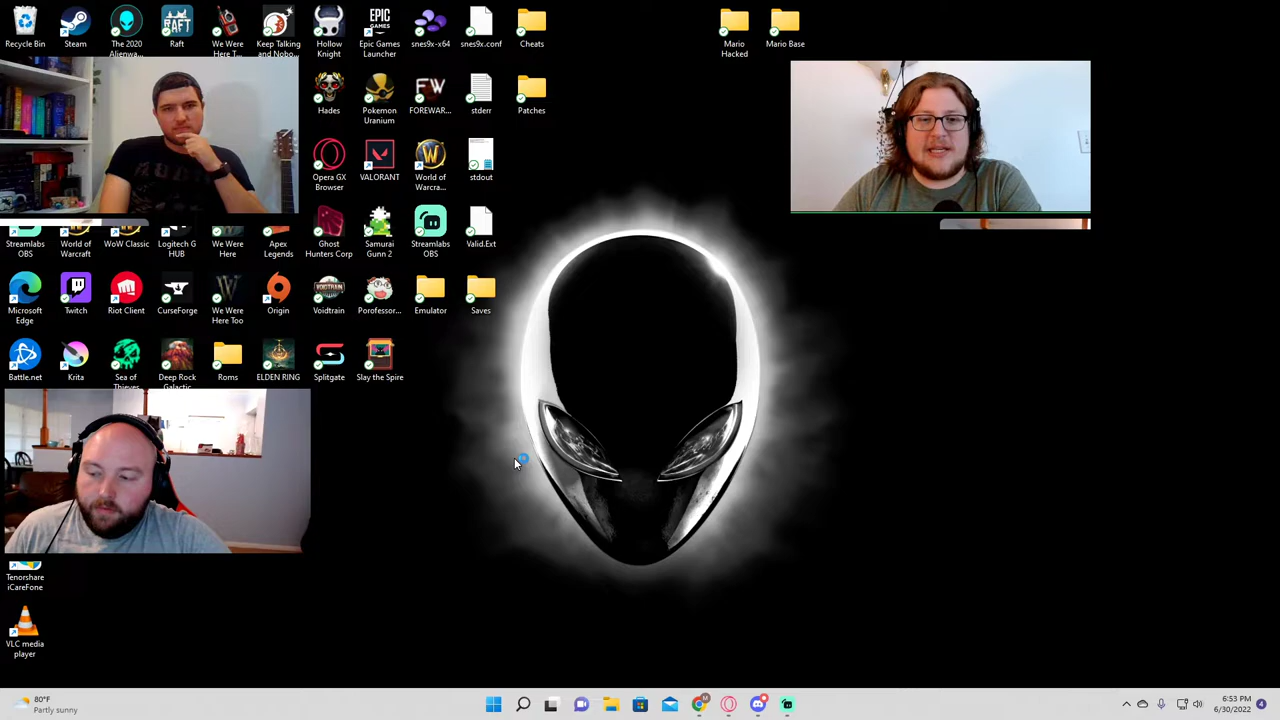 Recycle Bin
Steam
The 2020
Alienwa...
Raft
We Were
Here T...
Keep Talking
and Nobo...
Hollow
Knight
Epic Games
Launcher
snes9x-x64
snes9x.conf
Cheats
Mario
Hacked
Mario Base
EPIC
GAMES
RAFT
Hades
Pokemon
Uranium
FW
FOREWAR...
stderr
Patches
Opera GX
Browser
VALORANT
World of
Warcra...
stdout
Streamlabs
OBS
World of
Warcraft
WoW Classic
Logitech G
HUB
We Were
Here
Apex
Legends
Ghost
Hunters Corp
Samurai
Gunn 2
Streamlabs
OBS
Valid.Ext
Microsoft
Edge
Twitch
Riot Client
CurseForge
We Were
Here Too
Origin
VOIDTRAIN
Voidtrain
Porofessor...
Emulator
Saves
Battle.net
Krita
Sea of
Thieves
Deep Rock
Galactic
Roms
ELDEN RING
Splitgate
Slay the Spire
Tenorshare
iCareFone
VLC media
player
80°F
Partly sunny
6:53 PM
6/30/2022
4